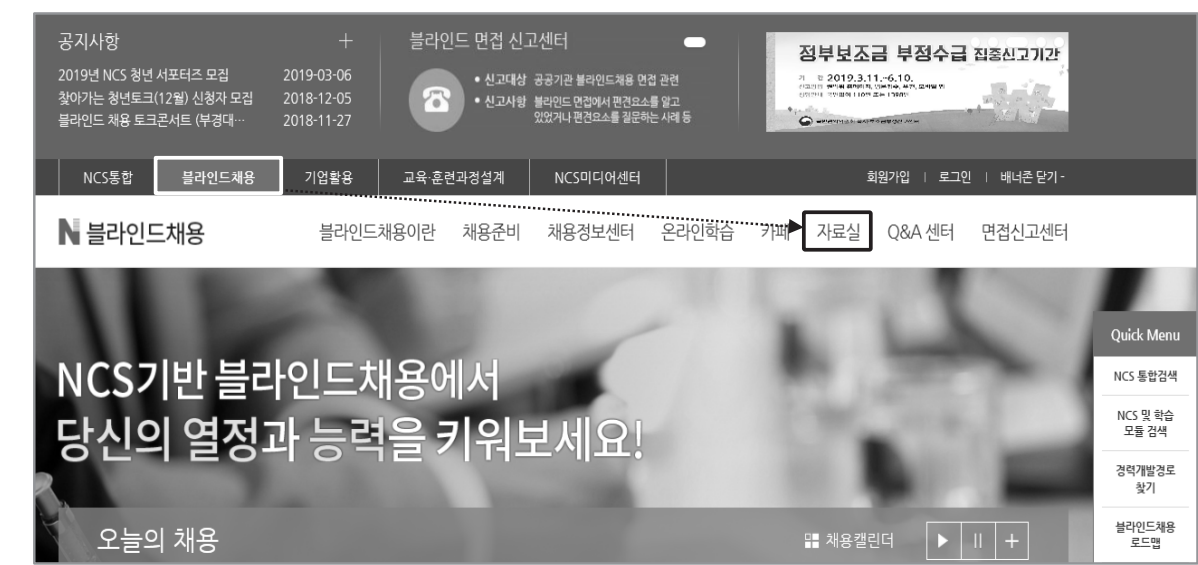 공지사항 +
2019년 NCS 청년 서포터즈 모집 2019-03-06
찾아가는 청년토크(12월) 신청자 모집 2018-12-05
블라인드 채용 토크콘서트 (부경대… 2018-11-27
블라인드 면접 신고센터
• 신고대상 공공기관 블라인드채용 면접 관련
• 신고사항 블라인드 면접에서 편견요소를 알고
있었거나 편견요소를 질문하는 사례 등
정부보조금 부정수급 집중신고기간
2019.3.11.~6.10.
NCS통합 블라인드채용 기업활용 교육·훈련과정설계 NCS미디어센터 회원가입 | 로그인 | 배너존 닫기 -
N 블라인드채용 블라인드채용이란 채용준비 채용정보센터 온라인학습 카페 자료실 Q&A 센터 면접신고센터
NCS기반 블라인드채용에서
당신의 열정과 능력을 키워보세요!
오늘의 채용 채용캘린더
Quick Menu
NCS 통합검색
NCS 및 학습
모듈 검색
경력개발경로
찾기
블라인드채용
로드맵